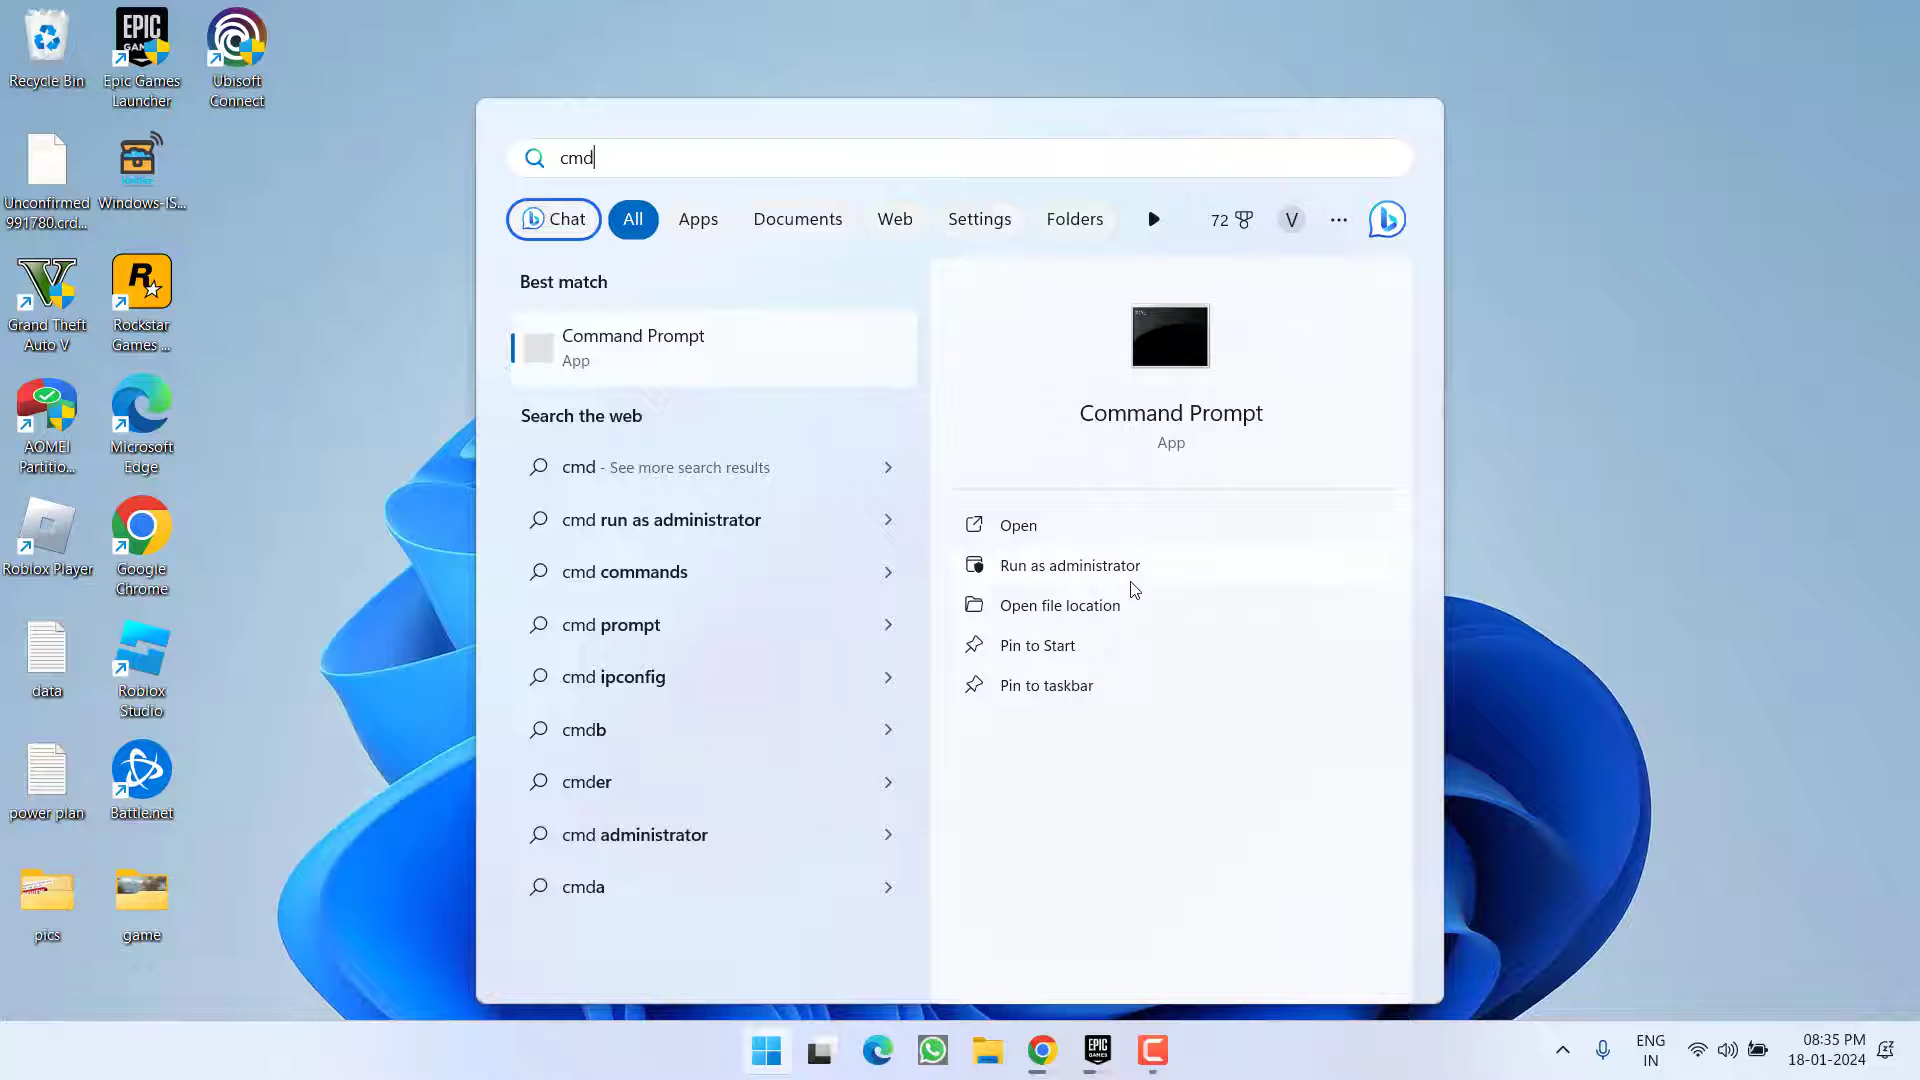 Recycle Bin
Epic Games
Launcher
Ubisoft
Connect
Unconfirmed
991780.crd...
Windows-IS...
Grand Theft
Auto V
Rockstar
Games ...
AOMEI
Partitio...
Microsoft
Edge
Roblox Player
Google
Chrome
data
Roblox
Studio
power plan
Battle.net
pics
game
cmd
Chat
All
Apps
Documents
Web
Settings
Folders
72
V
Best match
Command Prompt
App
Search the web
cmd - See more search results
cmd run as administrator
cmd commands
cmd prompt
cmd ipconfig
cmdb
cmder
cmd administrator
cmda
Command Prompt
App
Open
Run as administrator
Open file location
Pin to Start
Pin to taskbar
EPIC
GAMES
ENG
IN
08:35 PM
18-01-2024